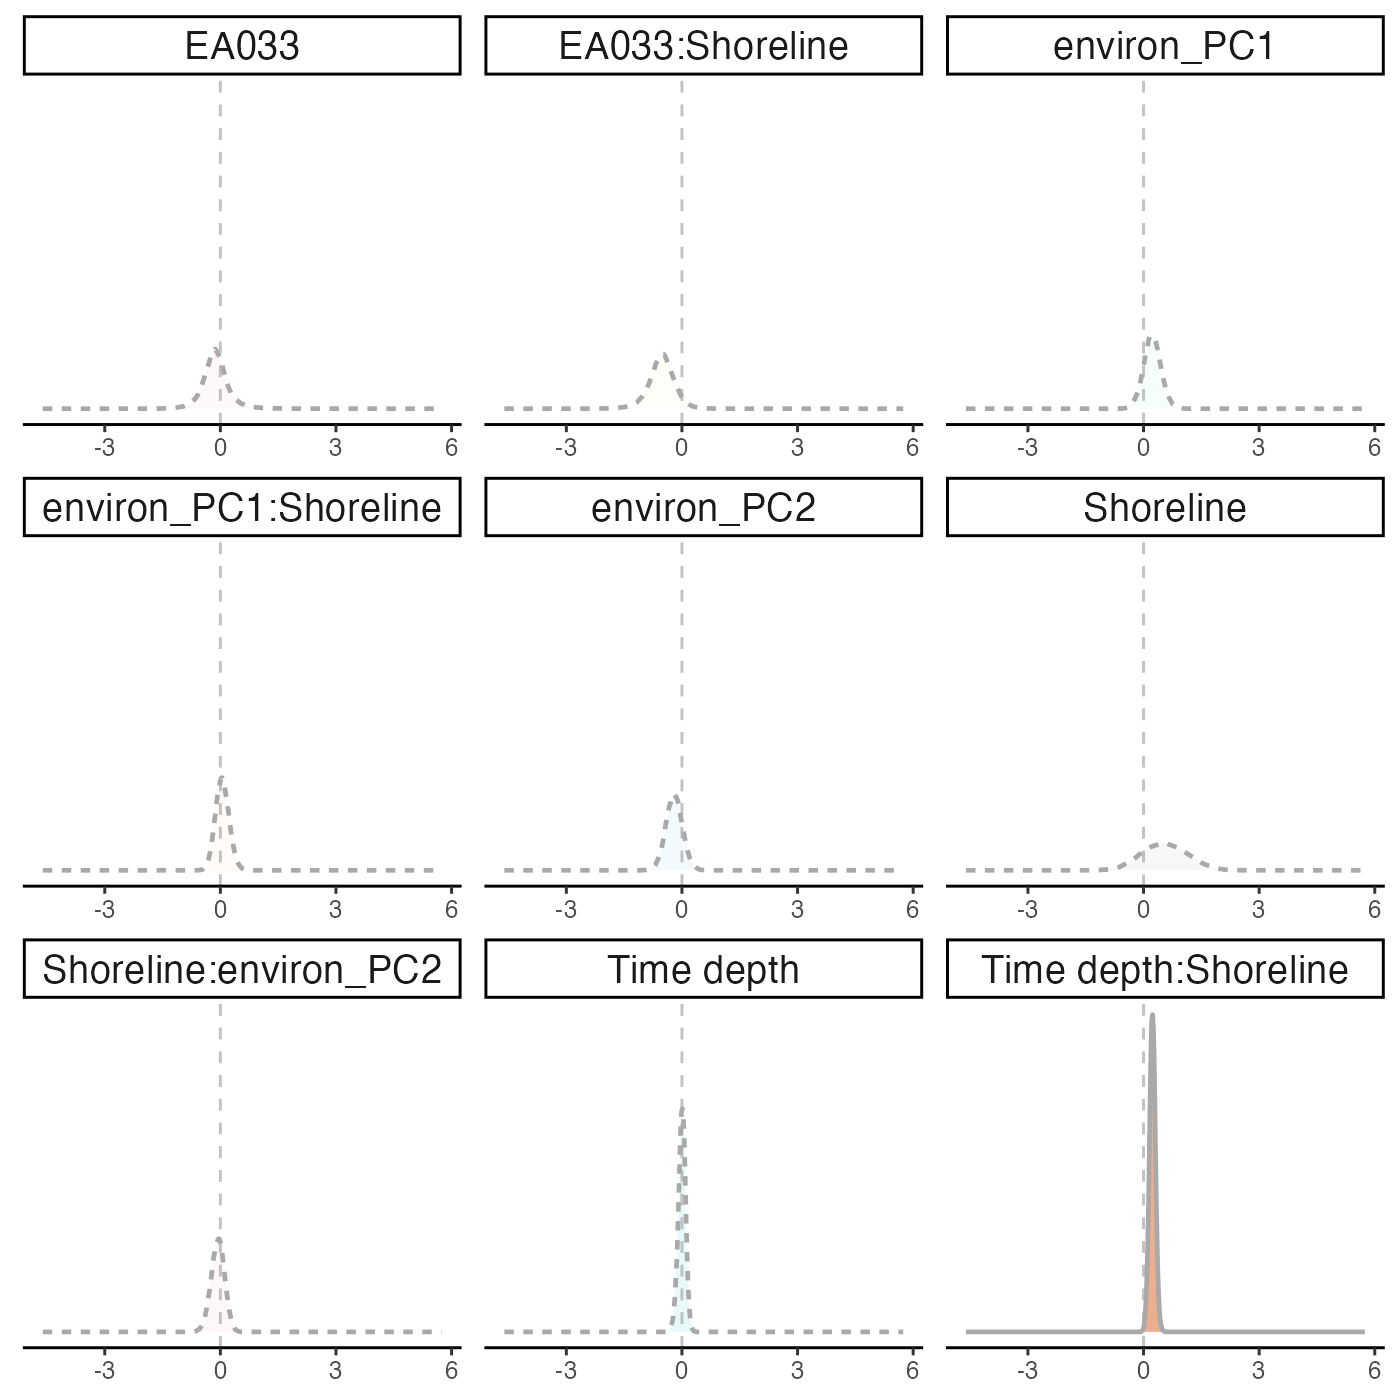 EA033
EA033:Shoreline
environ_PC1
-3 0 3 6
-3 0 3 6
-3 0 3 6
environ_PC1:Shoreline
environ_PC2
Shoreline
-3 0 3 6
-3 0 3 6
-3 0 3 6
Shoreline:environ_PC2
Time depth
Time depth:Shoreline
-3 0 3 6
-3 0 3 6
-3 0 3 6